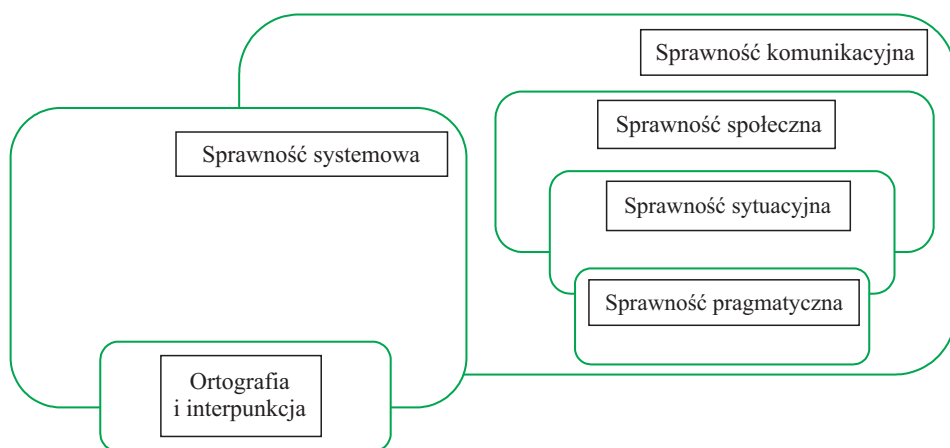 Sprawność komunikacyjna
Sprawność społeczna
Sprawność systemowa
Sprawność sytuacyjna
Sprawność pragmatyczna
Ortografia
i interpunkcja